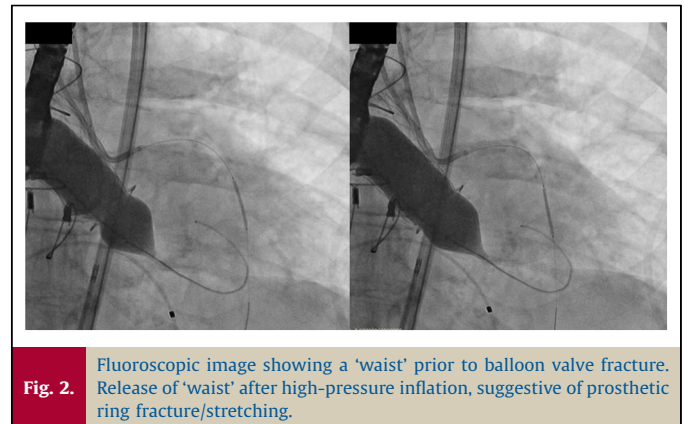 Fig. 2.
Fluoroscopic image showing a ‘waist’ prior to balloon valve fracture.
Release of ‘waist’ after high-pressure inflation, suggestive of prosthetic
ring fracture/stretching.